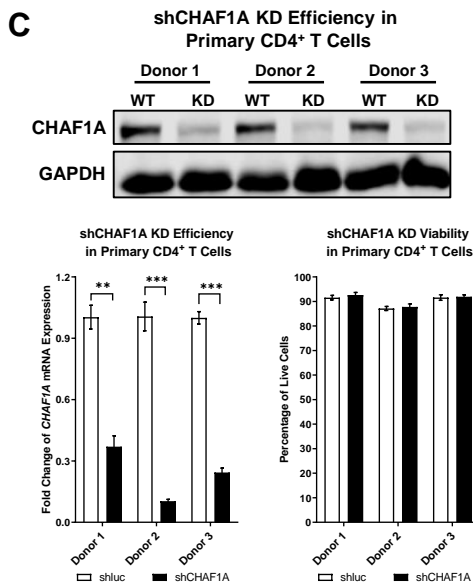 C
shCHAF1A KD Efficiency in
Primary CD4⁺ T Cells
Donor 1 Donor 2 Donor 3
WT KD WT KD WT KD
CHAF1A
GAPDH
shCHAF1A KD Efficiency
in Primary CD4⁺ T Cells
Fold Change of CHAF1A mRNA Expression
1.2
0.9
0.6
0.3
0.0
** *** ***
Donor 1 Donor 2 Donor 3
shluc shCHAF1A
shCHAF1A KD Viability
in Primary CD4⁺ T Cells
Percentage of Live Cells
100
90
80
70
60
50
40
30
20
10
0
Donor 1 Donor 2 Donor 3
shluc shCHAF1A